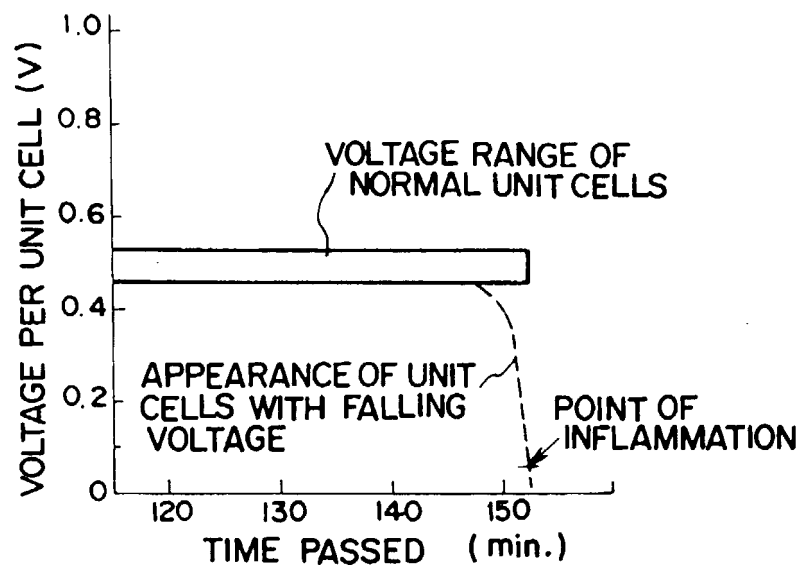 VOLTAGE PER UNIT CELL (V)
1.0
0.8
0.6
0.4
0.2
0
VOLTAGE RANGE OF
NORMAL UNIT CELLS
APPEARANCE OF UNIT
CELLS WITH FALLING
VOLTAGE
POINT OF
INFLAMMATION
120 130 140 150
TIME PASSED (min.)